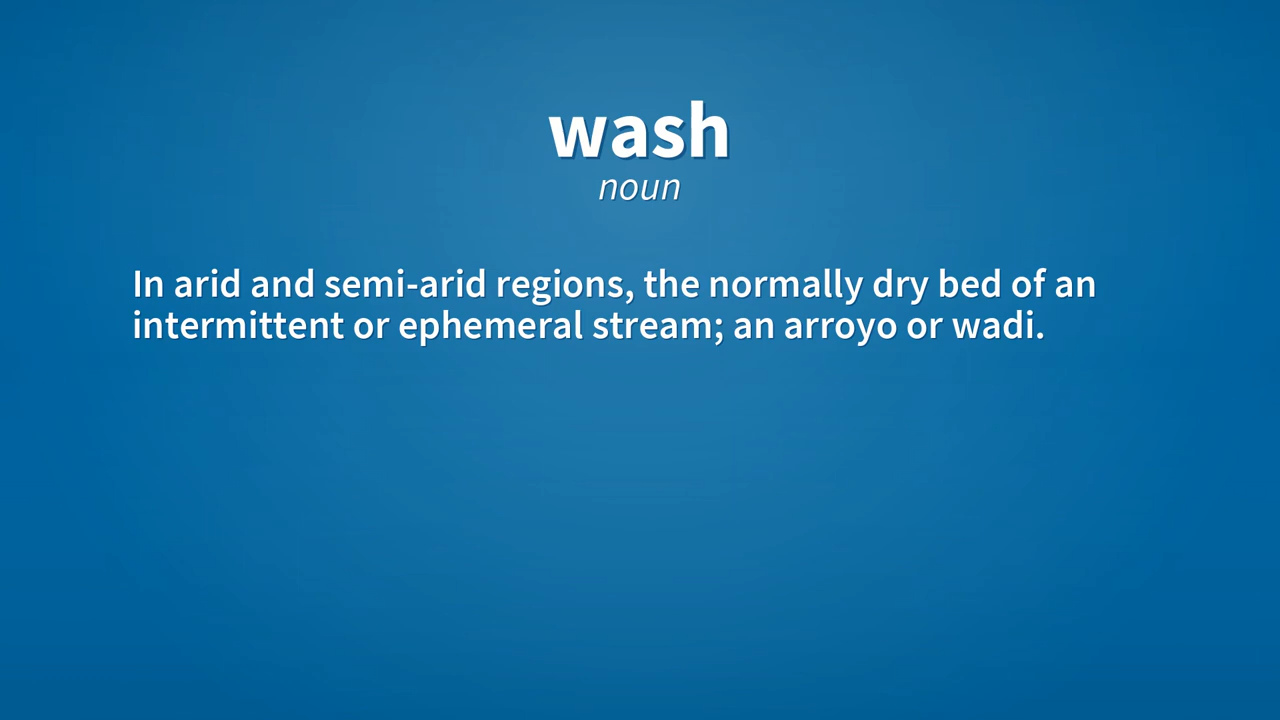 wash
noun
In arid and semi-arid regions, the normally dry bed of an
intermittent or ephemeral stream; an arroyo or wadi.